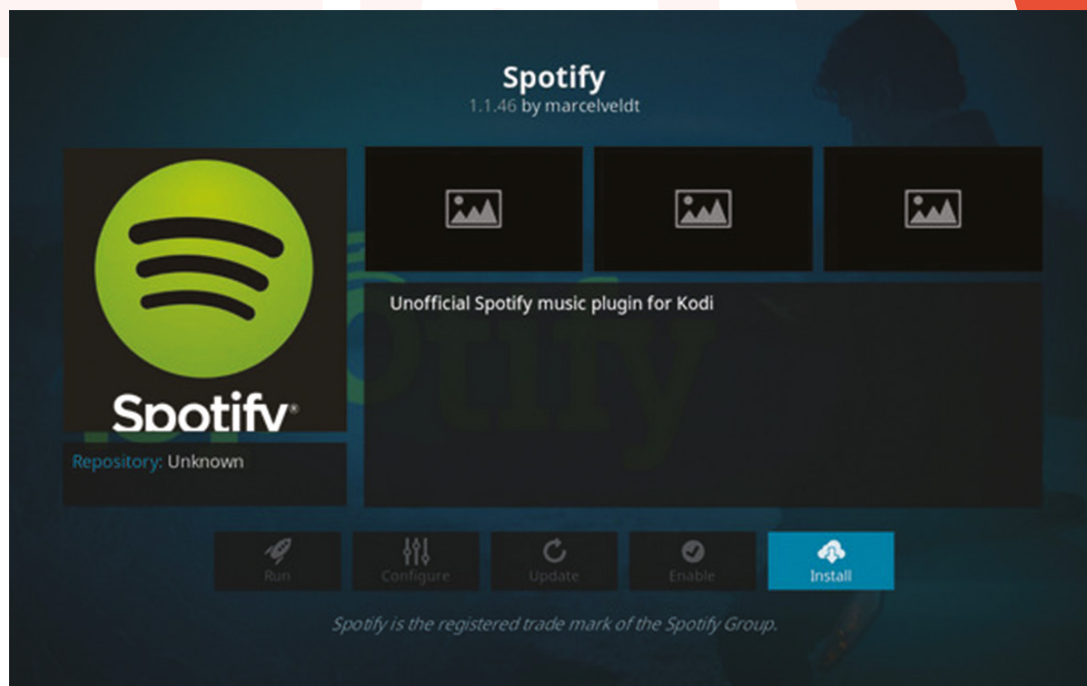 Spotify
1.1.46 by marcelveldt
Spotify®
Unofficial Spotify music plugin for Kodi
Spotify
Repository: Unknown
Run
Configure
Update
Enable
Install
Spotify is the registered trade mark of the Spotify Group.